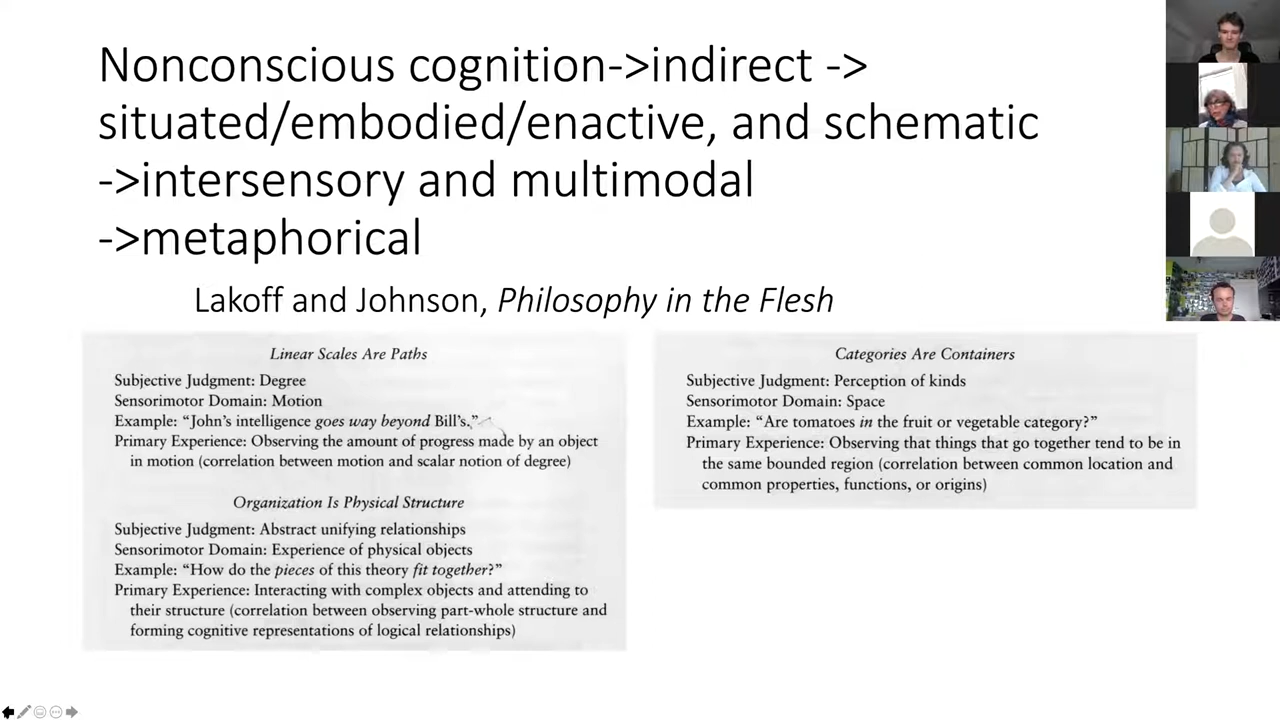 Nonconscious cognition->indirect ->
situated/embodied/enactive, and schematic
->intersensory and multimodal
->metaphorical
Lakoff and Johnson, Philosophy in the Flesh
Linear Scales Are Paths
Subjective Judgment: Degree
Sensorimotor Domain: Motion
Example: “John’s intelligence goes way beyond Bill’s.”
Primary Experience: Observing the amount of progress made by an object
in motion (correlation between motion and scalar notion of degree)
Organization Is Physical Structure
Subjective Judgment: Abstract unifying relationships
Sensorimotor Domain: Experience of physical objects
Example: “How do the pieces of this theory fit together?”
Primary Experience: Interacting with complex objects and attending to
their structure (correlation between observing part-whole structure and
forming cognitive representations of logical relationships)
Categories Are Containers
Subjective Judgment: Perception of kinds
Sensorimotor Domain: Space
Example: “Are tomatoes in the fruit or vegetable category?”
Primary Experience: Observing that things that go together tend to be in
the same bounded region (correlation between common location and
common properties, functions, or origins)